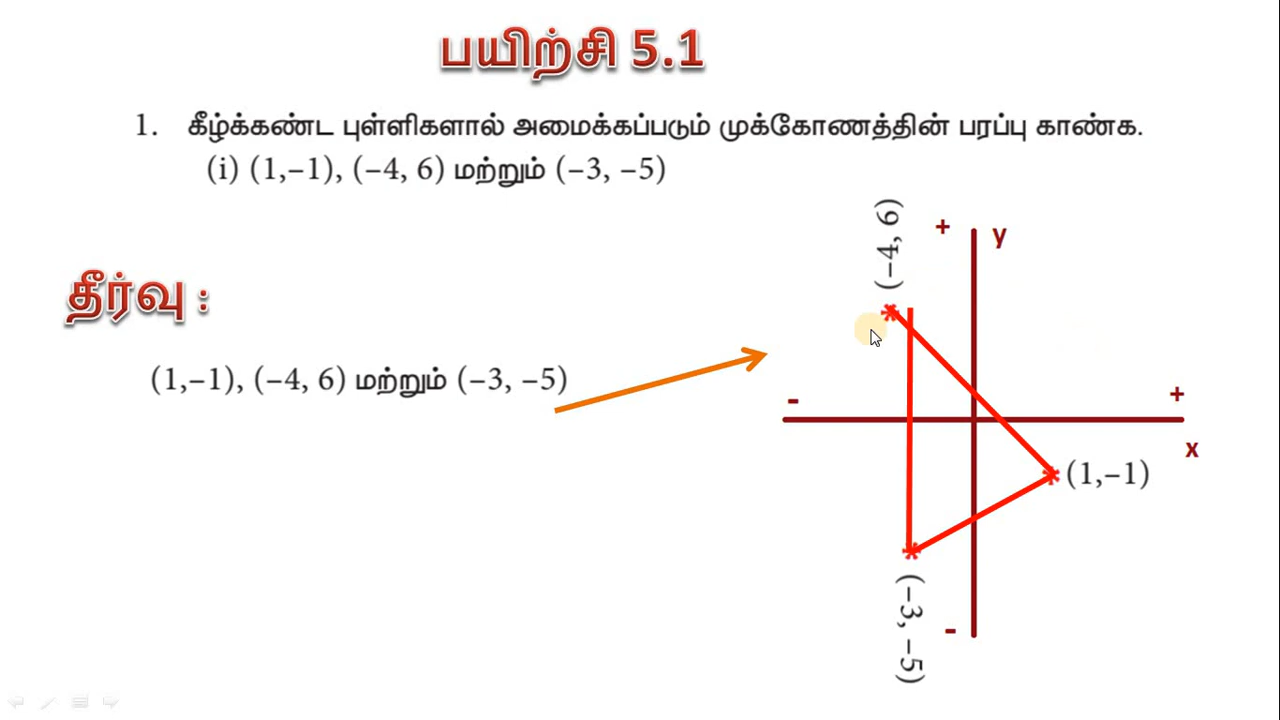 பயிற்சி 5.1
1. கீழ்க்கண்ட புள்ளிகளால் அமைக்கப்படும் முக்கோணத்தின் பரப்பு காண்க.
(i) (1,–1), (–4, 6) மற்றும் (–3, –5)
(–4, 6)
+ y
தீர்வு :
(1,–1), (–4, 6) மற்றும் (–3, –5)
- +
x
(1,–1)
(–3, –5)
-